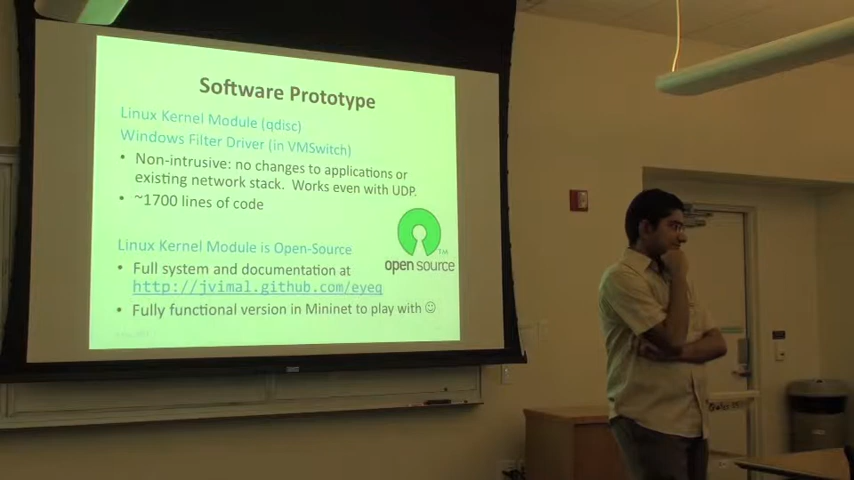 Software Prototype
Linux Kernel Module (qdisc)
Windows Filter Driver (in VMSwitch)
• Non-intrusive: no changes to applications or
existing network stack. Works even with UDP.
• ~1700 lines of code
Linux Kernel Module is Open-Source
• Full system and documentation at
http://jvimal.github.com/eyeq
• Fully functional version in Mininet to play with ☺
open source
TM